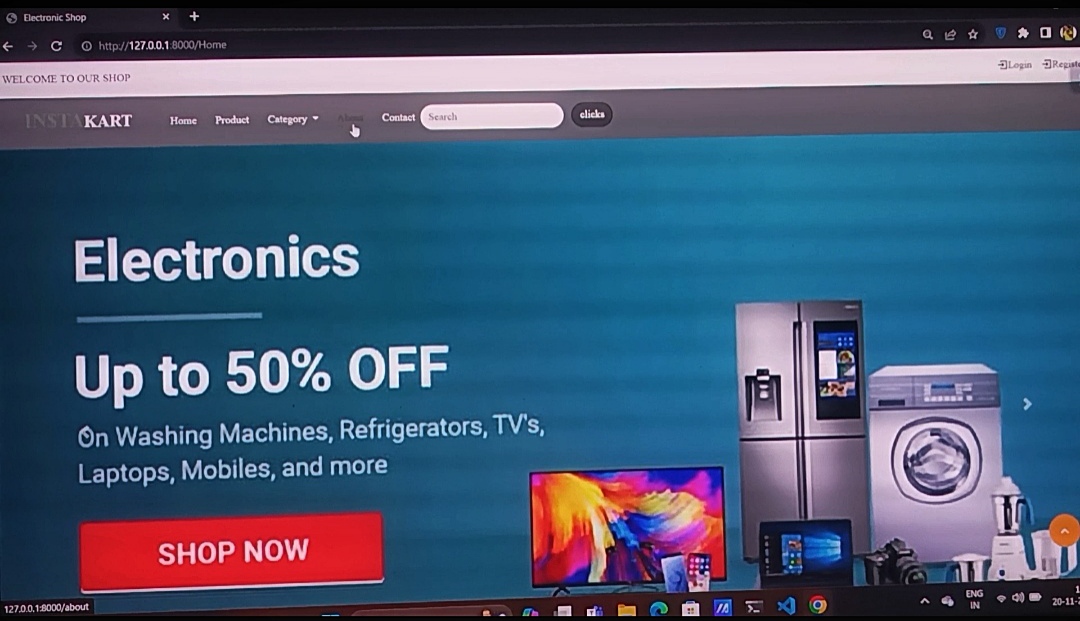 Electronic Shop
http://127.0.0.1:8000/Home
WELCOME TO OUR SHOP
Login
INSTAKART Home Product Category About Contact Search clicks
Electronics
Up to 50% OFF
On Washing Machines, Refrigerators, TV's,
Laptops, Mobiles, and more
SHOP NOW
127.0.0.1:8000/about
ENG
IN